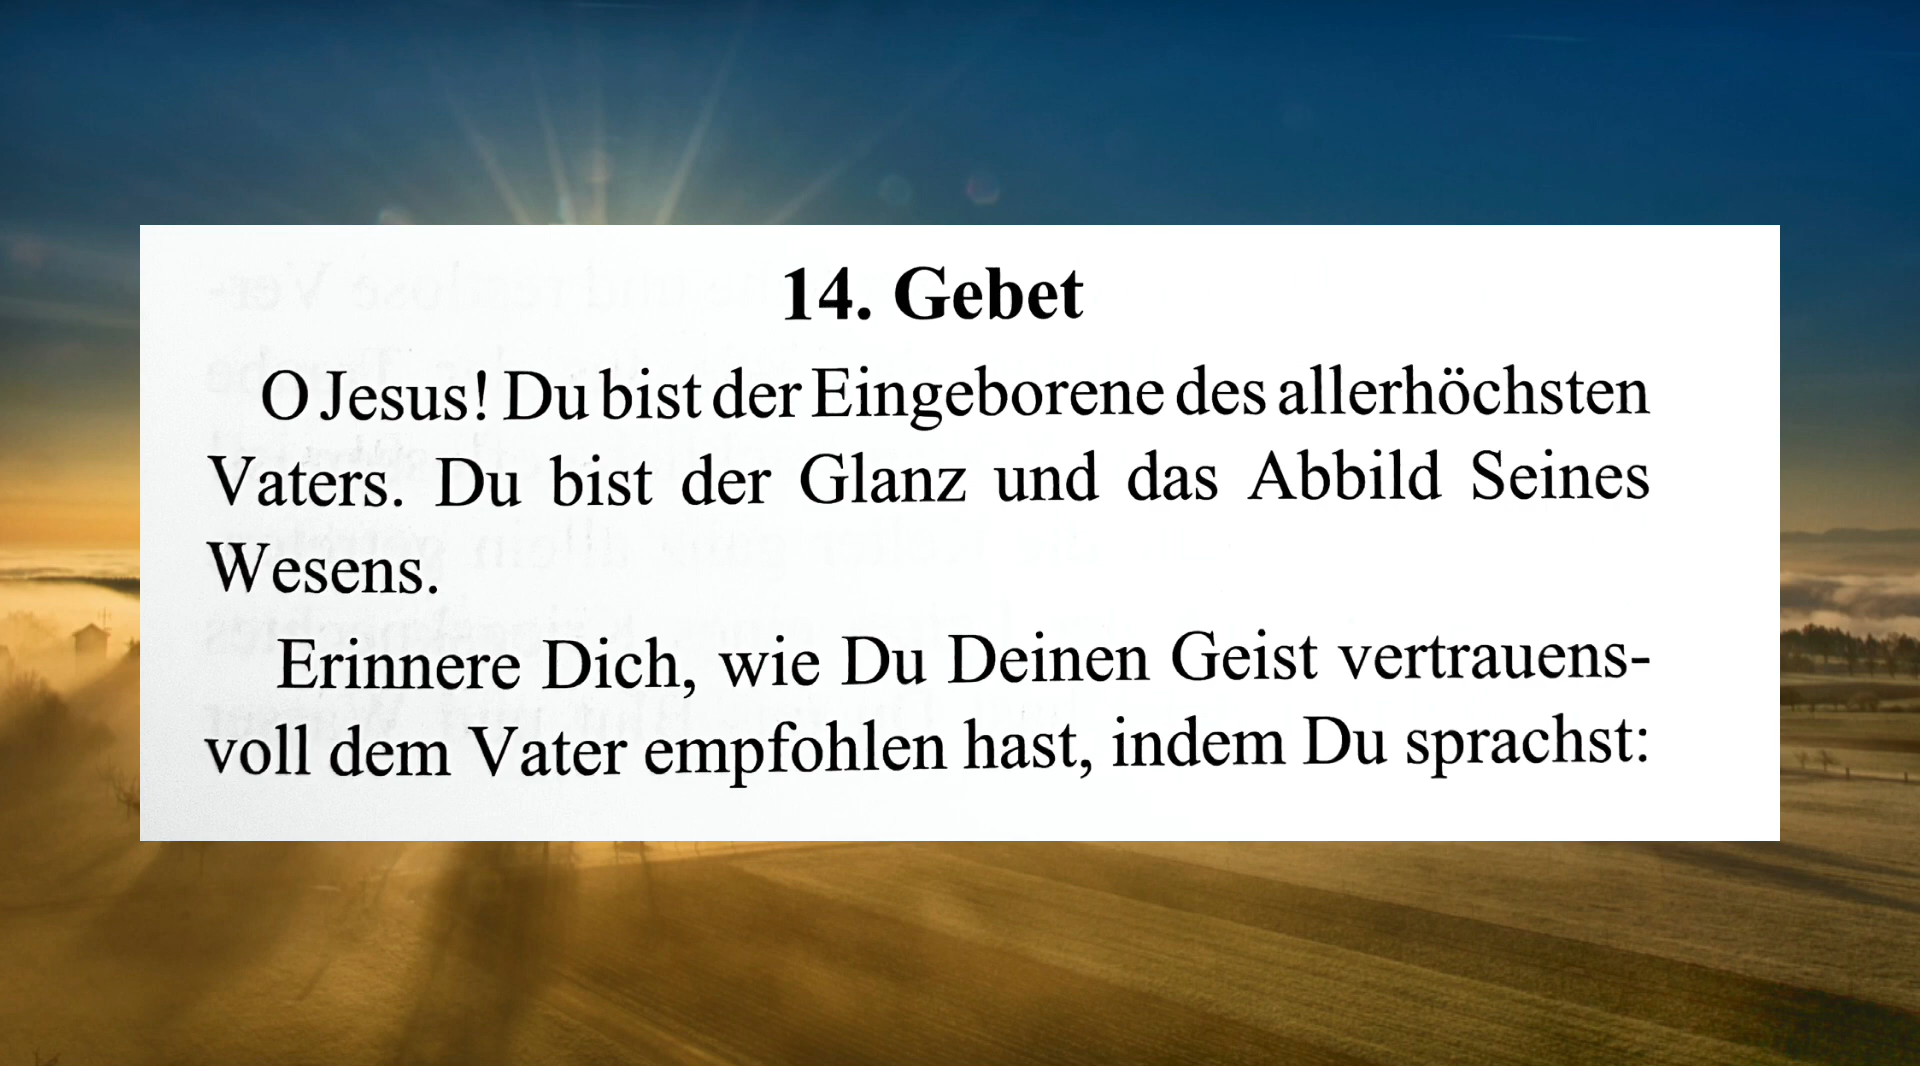 14. Gebet
O Jesus! Du bist der Eingeborene des allerhöchsten
Vaters. Du bist der Glanz und das Abbild Seines
Wesens.
Erinnere Dich, wie Du Deinen Geist vertrauens-
voll dem Vater empfohlen hast, indem Du sprachst: